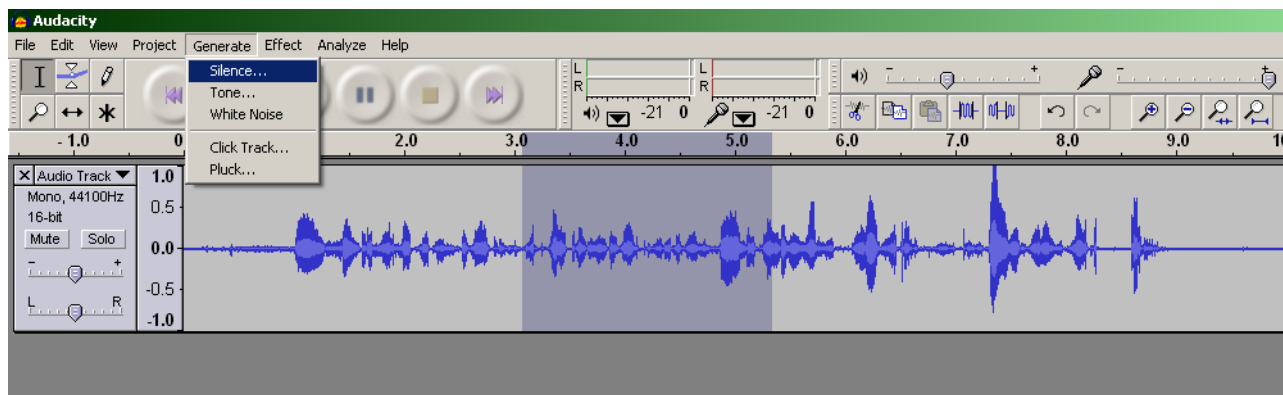 Audacity
File Edit View Project Generate Effect Analyze Help
Silence...
Tone...
White Noise
Click Track...
Pluck...
L
R
-21 0
L
R
-21 0
- +
-
+
- 1.0 0 2.0 3.0 4.0 5.0 6.0 7.0 8.0 9.0
X Audio Track
Mono, 44100Hz
16-bit
Mute Solo
- +
L R
1.0
0.5
0.0
-0.5
-1.0